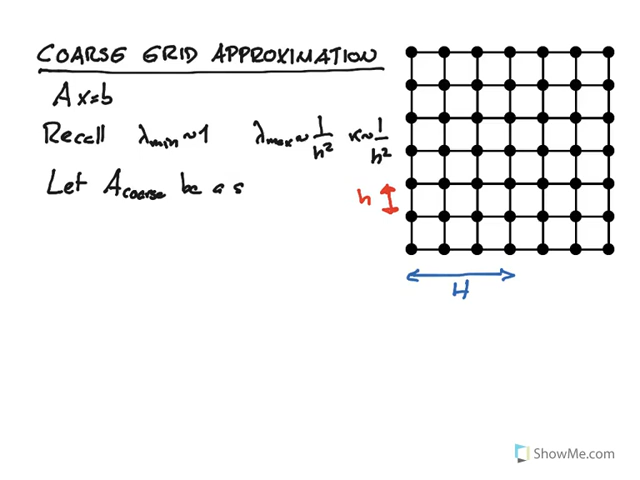 COARSE GRID APPROXIMATION
Ax=b
Recall λmin~1 λmax~1/h² κ~1/h²
Let Acoarse be a s
h
H
ShowMe.com